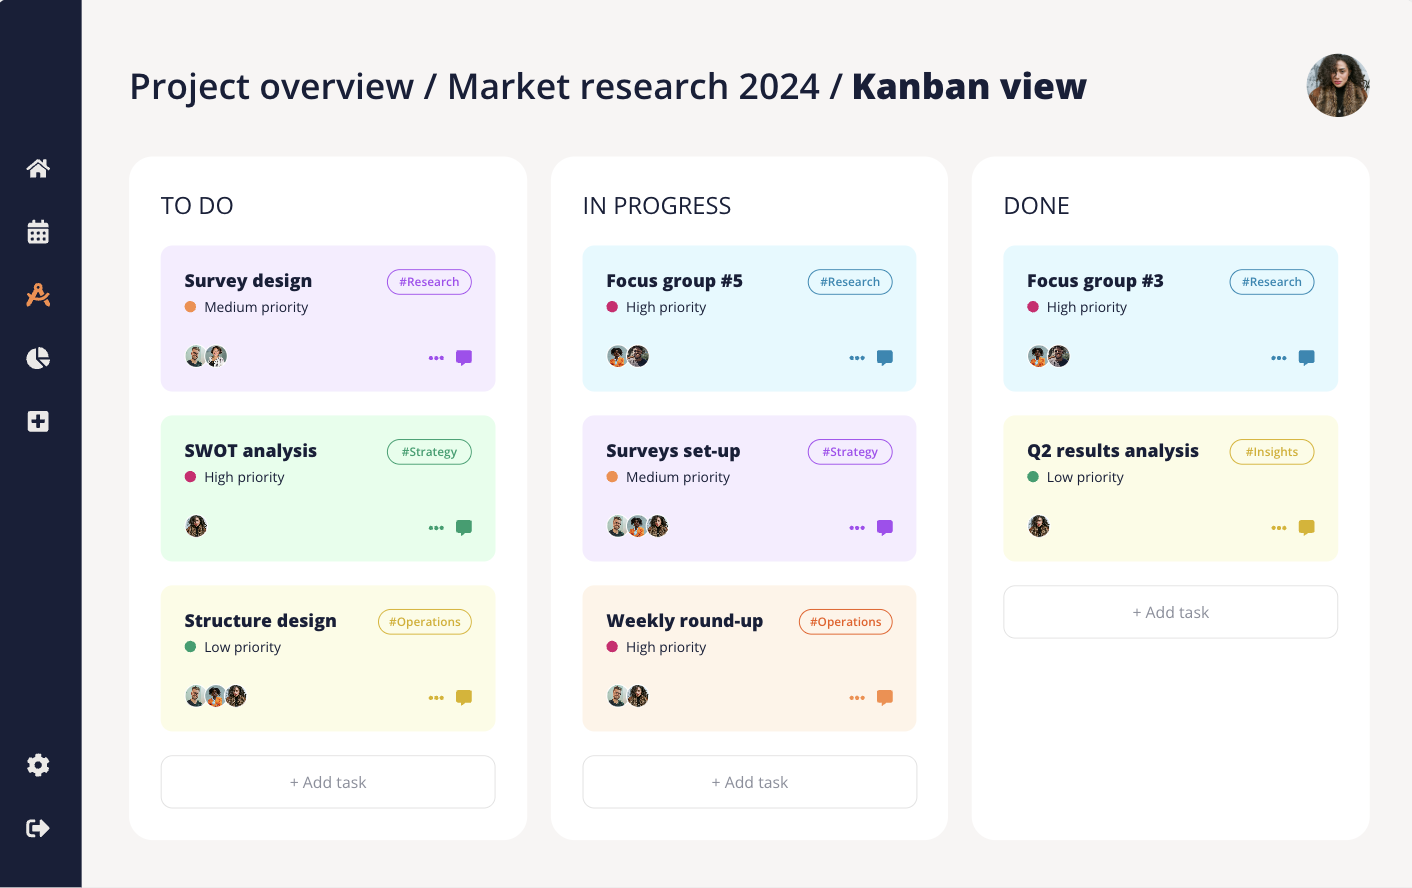 Project overview / Market research 2024 / Kanban view
TO DO
Survey design
#Research
Medium priority
SWOT analysis
#Strategy
High priority
Structure design
#Operations
Low priority
+ Add task
IN PROGRESS
Focus group #5
#Research
High priority
Surveys set-up
#Strategy
Medium priority
Weekly round-up
#Operations
High priority
+ Add task
DONE
Focus group #3
#Research
High priority
Q2 results analysis
#Insights
Low priority
+ Add task